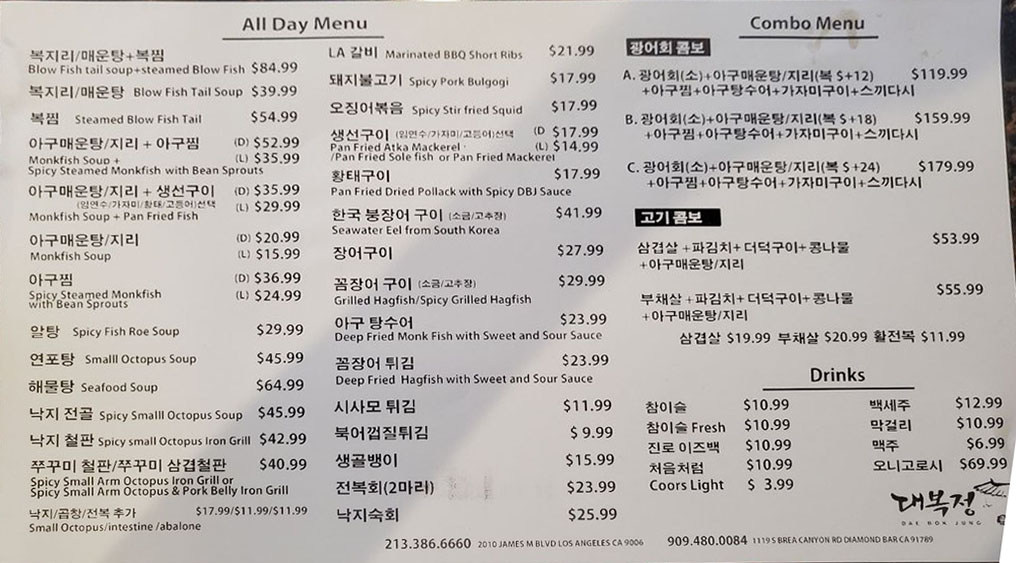 All Day Menu
복지리/매운탕+복찜
Blow Fish tail soup+steamed Blow Fish $84.99
복지리/매운탕 Blow Fish Tail Soup $39.99
복찜 Steamed Blow Fish Tail $54.99
아구매운탕/지리 + 아구찜 (D) $52.99
Monkfish Soup + (L) $35.99
Spicy Steamed Monkfish with Bean Sprouts
아구매운탕/지리 + 생선구이 (D) $35.99
(임연수/가자미/황태/고등어)선택 (L) $29.99
Monkfish Soup + Pan Fried Fish
아구매운탕/지리 (D) $20.99
Monkfish Soup (L) $15.99
아구찜 (D) $36.99
Spicy Steamed Monkfish (L) $24.99
with Bean Sprouts
알탕 Spicy Fish Roe Soup $29.99
연포탕 Smalll Octopus Soup $45.99
해물탕 Seafood Soup $64.99
낙지 전골 Spicy Smalll Octopus Soup $45.99
낙지 철판 Spicy small Octopus Iron Grill $42.99
쭈꾸미 철판/쭈꾸미 삼겹철판 $40.99
Spicy Small Arm Octopus Iron Grill or
Spicy Small Arm Octopus & Pork Belly Iron Grill
낙지/곱창/전복 추가 $17.99/$11.99/$11.99
Small Octopus/intestine/abalone
LA 갈비 Marinated BBQ Short Ribs $21.99
돼지불고기 Spicy Pork Bulgogi $17.99
오징어볶음 Spicy Stir fried Squid $17.99
생선구이 (임연수/가자미/고등어)선택 (D $17.99
Pan Fried Atka Mackerel (L) $14.99
/Pan Fried Sole fish or Pan Fried Mackerel
황태구이 $17.99
Pan Fried Dried Pollack with Spicy DBJ Sauce
한국 붕장어 구이 (소금/고추장) $41.99
Seawater Eel from South Korea
장어구이 $27.99
꼼장어 구이 (소금/고추장) $29.99
Grilled Hagfish/Spicy Grilled Hagfish
아구 탕수어 $23.99
Deep Fried Monk Fish with Sweet and Sour Sauce
꼼장어 튀김 $23.99
Deep Fried Hagfish with Sweet and Sour Sauce
시사모 튀김 $11.99
북어껍질튀김 $ 9.99
생골뱅이 $15.99
전복회(2마리) $23.99
낙지숙회 $25.99
Combo Menu
광어회 콤보
A. 광어회(소)+아구매운탕/지리(복 $+12) $119.99
+아구찜+아구탕수어+가자미구이+스끼다시
B. 광어회(소)+아구매운탕/지리(복 $+18) $159.99
+아구찜+아구탕수어+가자미구이+스끼다시
C. 광어회(소)+아구매운탕/지리(복 $+24) $179.99
+아구찜+아구탕수어+가자미구이+스끼다시
고기 콤보
삼겹살 +파김치+ 더덕구이+ 콩나물 $53.99
+아구매운탕/지리
부채살 +파김치+ 더덕구이+콩나물 $55.99
+아구매운탕/지리
삼겹살 $19.99 부채살 $20.99 활전복 $11.99
Drinks
참이슬 $10.99
참이슬 Fresh $10.99
진로 이즈백 $10.99
처음처럼 $10.99
Coors Light $ 3.99
백세주 $12.99
막걸리 $10.99
맥주 $6.99
오니고로시 $69.99
대복정
DAE BOK JUNG
213.386.6660 2010 JAMES M BLVD LOS ANGELES CA 9006 909.480.0084 1119 S BREA CANYON RD DIAMOND BAR CA 91789